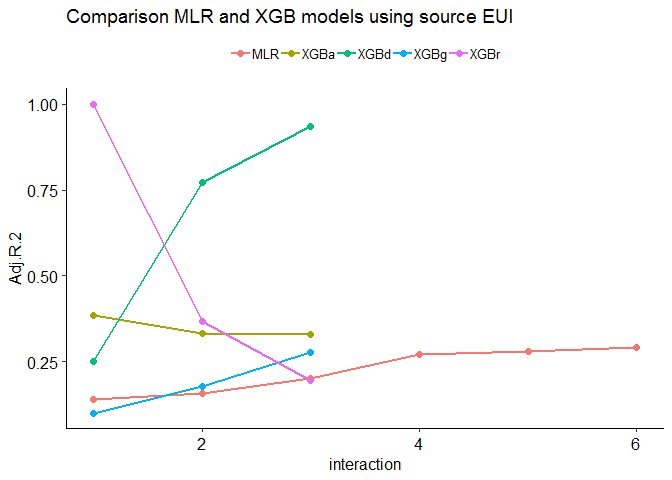 Comparison MLR and XGB models using source EUI
MLR XGBa XGBd XGBg XGBr
1.00
0.75
0.50
0.25
Adj.R.2
2 4 6
interaction